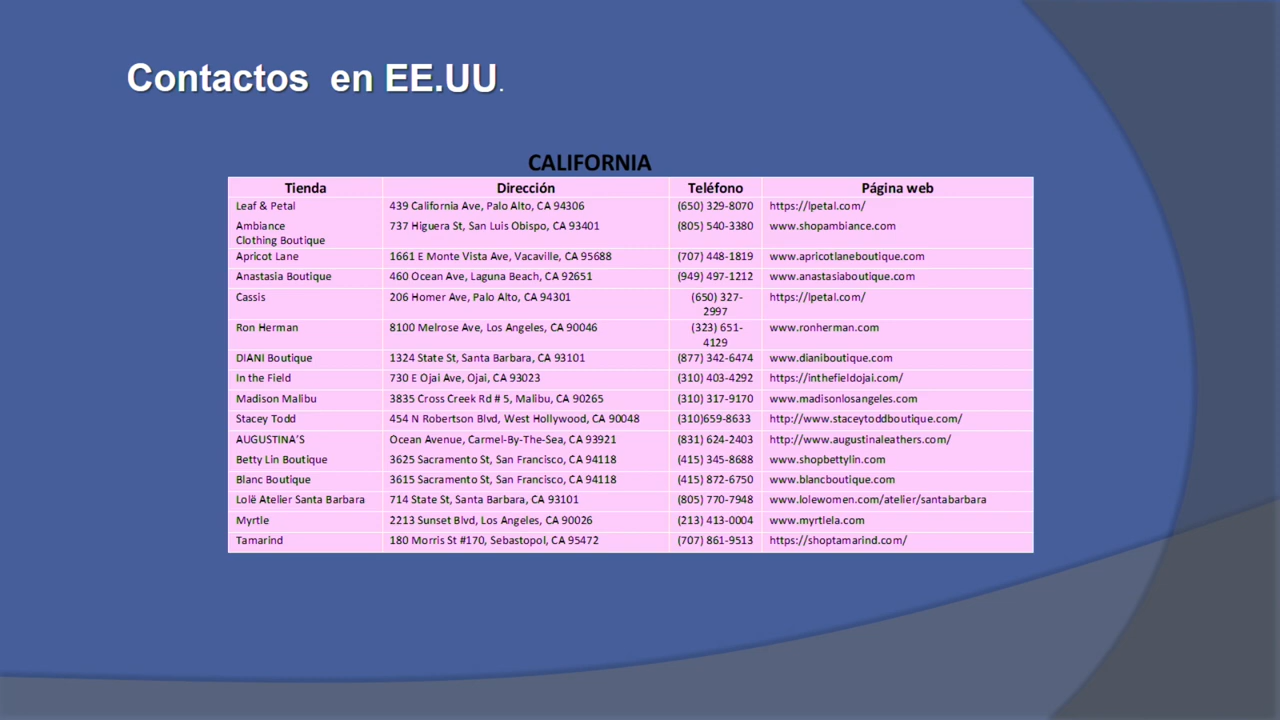 Contactos en EE.UU.
CALIFORNIA
Tienda Dirección Teléfono Página web
Leaf & Petal 439 California Ave, Palo Alto, CA 94306 (650) 329-8070 https://lpetal.com/
Ambiance 737 Higuera St, San Luis Obispo, CA 93401 (805) 540-3380 www.shopambiance.com
Clothing Boutique
Apricot Lane 1661 E Monte Vista Ave, Vacaville, CA 95688 (707) 448-1819 www.apricotlaneboutique.com
Anastasia Boutique 460 Ocean Ave, Laguna Beach, CA 92651 (949) 497-1212 www.anastasiaboutique.com
Cassis 206 Homer Ave, Palo Alto, CA 94301 (650) 327- https://lpetal.com/
2997
Ron Herman 8100 Melrose Ave, Los Angeles, CA 90046 (323) 651- www.ronherman.com
4129
DIANI Boutique 1324 State St, Santa Barbara, CA 93101 (877) 342-6474 www.dianiboutique.com
In the Field 730 E Ojai Ave, Ojai, CA 93023 (310) 403-4292 https://inthefieldojai.com/
Madison Malibu 3835 Cross Creek Rd # 5, Malibu, CA 90265 (310) 317-9170 www.madisonlosangeles.com
Stacey Todd 454 N Robertson Blvd, West Hollywood, CA 90048 (310)659-8633 http://www.staceytoddboutique.com/
AUGUSTINA’S Ocean Avenue, Carmel-By-The-Sea, CA 93921 (831) 624-2403 http://www.augustinaleathers.com/
Betty Lin Boutique 3625 Sacramento St, San Francisco, CA 94118 (415) 345-8688 www.shopbettylin.com
Blanc Boutique 3615 Sacramento St, San Francisco, CA 94118 (415) 872-6750 www.blancboutique.com
Lolë Atelier Santa Barbara 714 State St, Santa Barbara, CA 93101 (805) 770-7948 www.lolewomen.com/atelier/santabarbara
Myrtle 2213 Sunset Blvd, Los Angeles, CA 90026 (213) 413-0004 www.myrtlela.com
Tamarind 180 Morris St #170, Sebastopol, CA 95472 (707) 861-9513 https://shoptamarind.com/